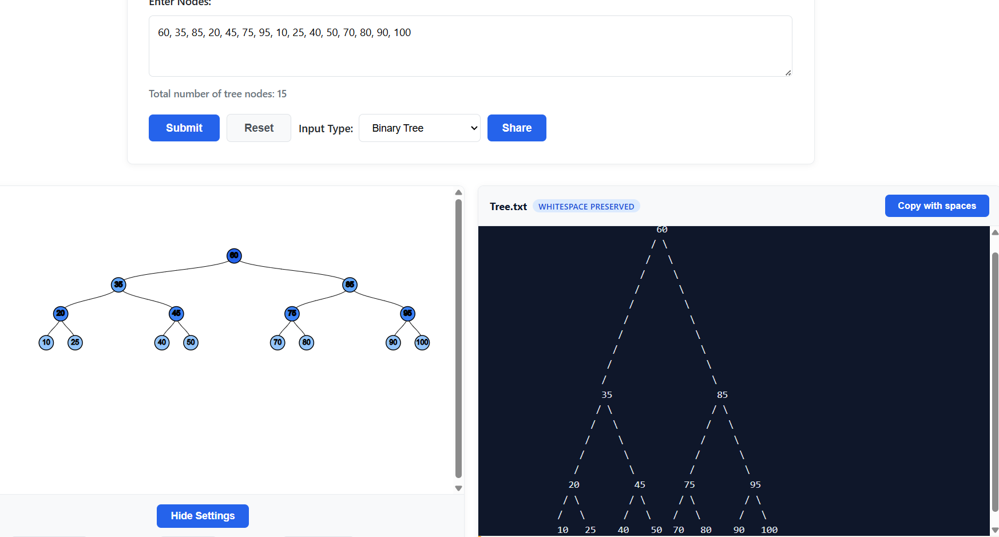 Enter Nodes:
60, 35, 85, 20, 45, 75, 95, 10, 25, 40, 50, 70, 80, 90, 100
Total number of tree nodes: 15
Submit
Reset
Input Type:
Binary Tree
Share
60
35 85
20 45 75 95
10 25 40 50 70 80 90 100
Hide Settings
Tree.txt
WHITESPACE PRESERVED
Copy with spaces
60
/ \
/ \
/ \
/ \
/ \
/ \
/ \
/ \
/ \
/ \
35 85
/ \ / \
/ \ / \
/ \ / \
/ \ / \
/ \ / \
20 45 75 95
/ \ / \ / \ / \
/ \ / \ / \ / \
10 25 40 50 70 80 90 100